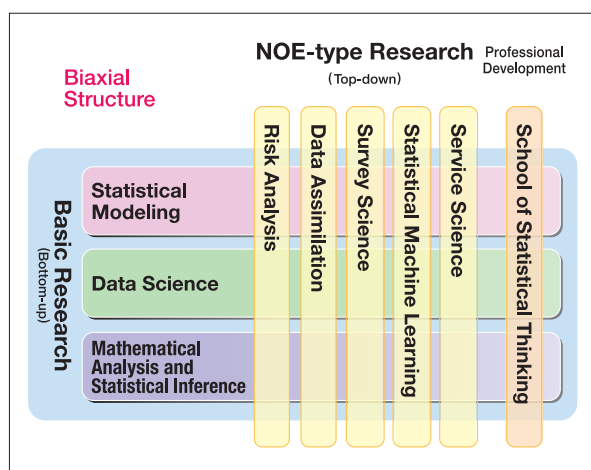 NOE-type Research
(Top-down)
Professional
Development
Biaxial
Structure
Risk Analysis
Data Assimilation
Survey Science
Statistical Machine Learning
Service Science
School of Statistical Thinking
Basic Research
(Bottom-up)
Statistical
Modeling
Data Science
Mathematical
Analysis and
Statistical Inference